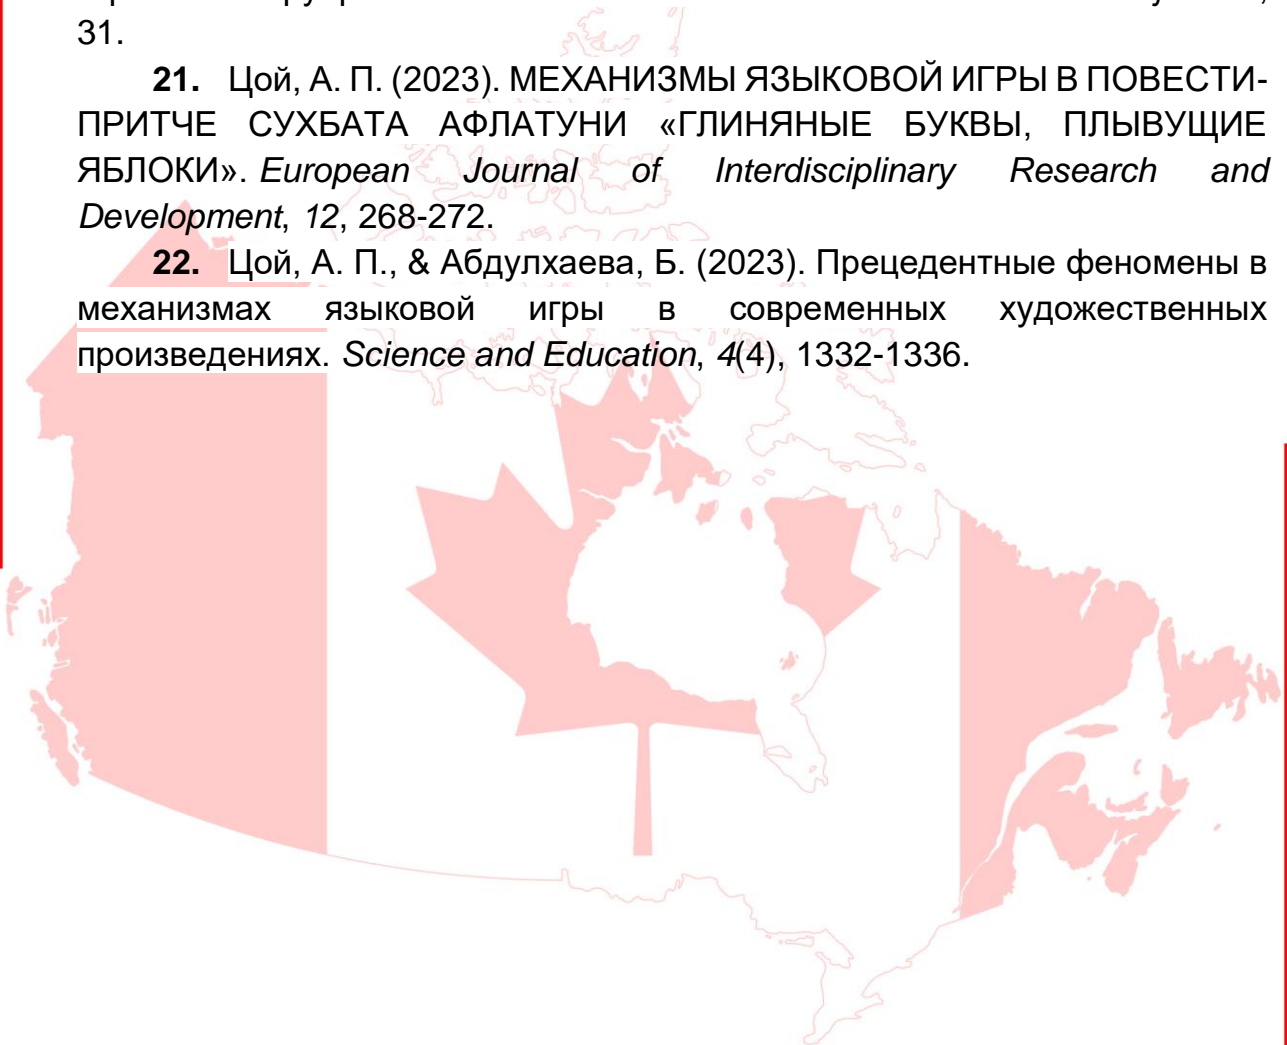 31.
21. Цой, А. П. (2023). МЕХАНИЗМЫ ЯЗЫКОВОЙ ИГРЫ В ПОВЕСТИ-
ПРИТЧЕ СУХБАТА АФЛАТУНИ «ГЛИНЯНЫЕ БУКВЫ, ПЛЫВУЩИЕ
ЯБЛОКИ». European Journal of Interdisciplinary Research and
Development, 12, 268-272.
22. Цой, А. П., & Абдулхаева, Б. (2023). Прецедентные феномены в
механизмах языковой игры в современных художественных
произведениях. Science and Education, 4(4), 1332-1336.